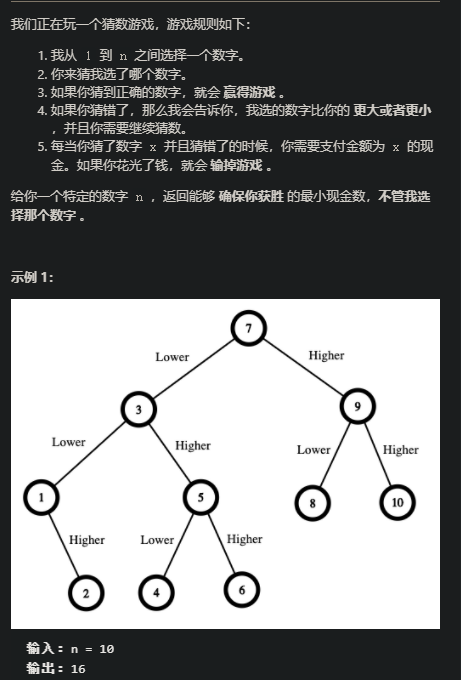 我们正在玩一个猜数游戏，游戏规则如下：
1. 我从 1 到 n 之间选择一个数字。
2. 你来猜我选了哪个数字。
3. 如果你猜到正确的数字，就会 赢得游戏 。
4. 如果你猜错了，那么我会告诉你，我选的数字比你的 更大或者更小
，并且你需要继续猜数。
5. 每当你猜了数字 x 并且猜错了的时候，你需要支付金额为 x 的现
金。如果你花光了钱，就会 输掉游戏 。
给你一个特定的数字 n ，返回能够 确保你获胜 的最小现金数，不管我选
择那个数字 。
示例 1：
7
Lower
Higher
3
9
Lower
Higher
Lower
Higher
1
5
8
10
Higher
Lower
Higher
2
4
6
输入：n = 10
输出：16